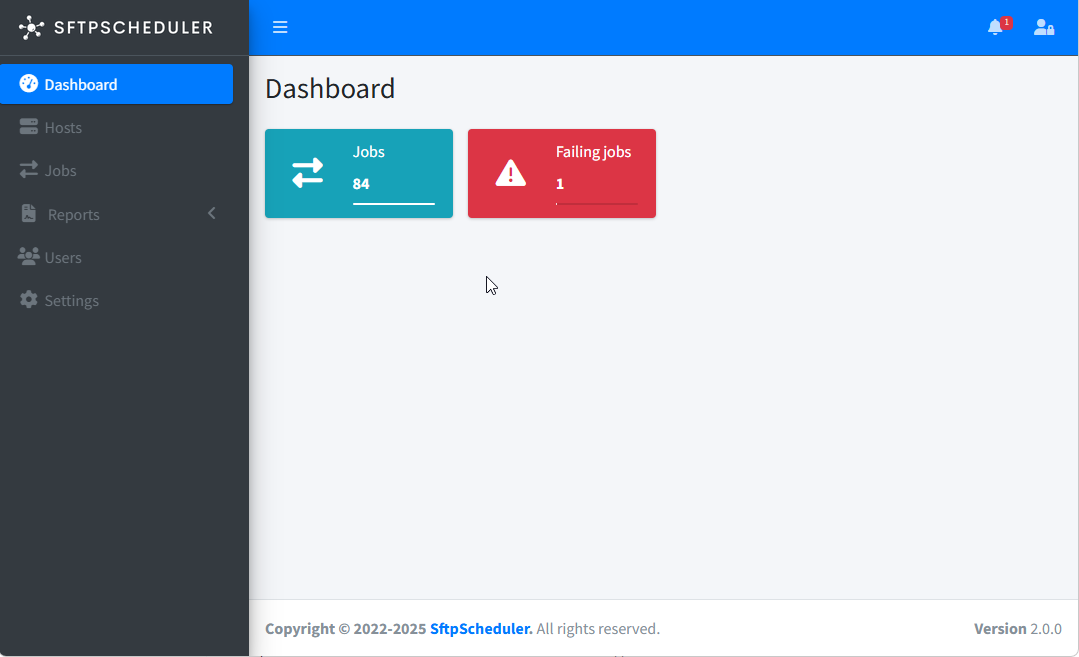 SFTPSCHEDULER
1
Dashboard
Hosts
Jobs
Reports
Users
Settings
Dashboard
Jobs
84
Failing jobs
1
Copyright © 2022-2025 SftpScheduler. All rights reserved.
Version 2.0.0